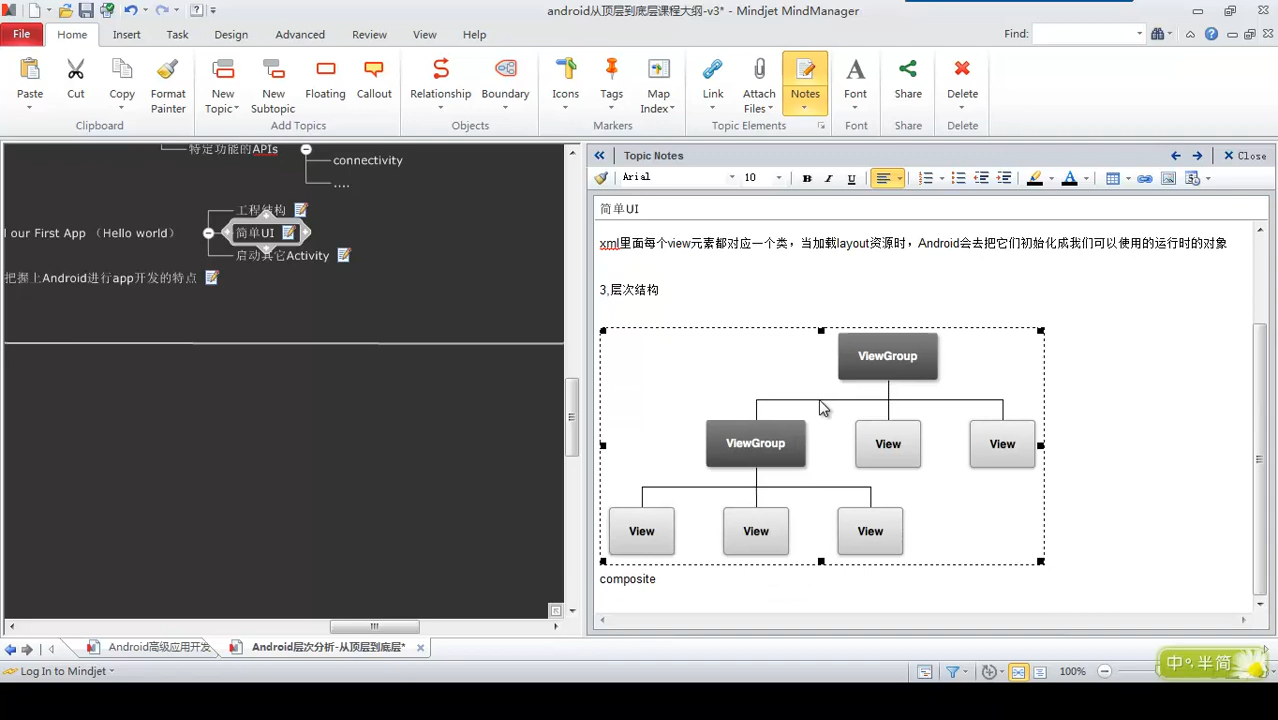 android从顶层到底层课程大纲-v3* - Mindjet MindManager
File Home Insert Task Design Advanced Review View Help Find:
Paste Cut Copy Format Painter New Topic New Subtopic Floating Callout Relationship Boundary Icons Tags Map Index Link Attach Files Notes Font Share Delete
Clipboard Add Topics Objects Markers Topic Elements Font Share Delete
特定功能的APIs
connectivity
....
工程结构
l our First App （Hello world）
简单UI
启动其它Activity
把握上Android进行app开发的特点
Topic Notes Close
Arial 10 B I U A
简单UI
xml里面每个view元素都对应一个类，当加载layout资源时，Android会去把它们初始化成我们可以使用的运行时的对象
3,层次结构
ViewGroup
ViewGroup View View
View View View
composite
Android高级应用开发 Android层次分析-从顶层到底层*
Log In to Mindjet 100%
中 半 简